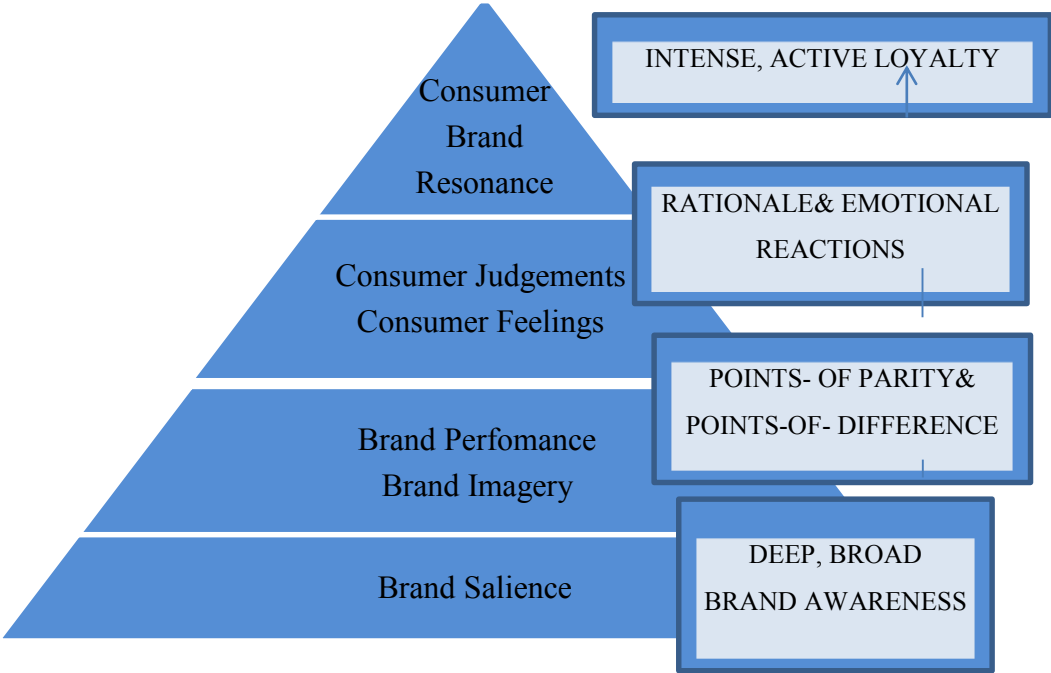 Consumer
Brand
Resonance
INTENSE, ACTIVE LOYALTY
Consumer Judgements
Consumer Feelings
RATIONALE& EMOTIONAL
REACTIONS
Brand Perfomance
Brand Imagery
POINTS- OF PARITY&
POINTS-OF- DIFFERENCE
Brand Salience
DEEP, BROAD
BRAND AWARENESS